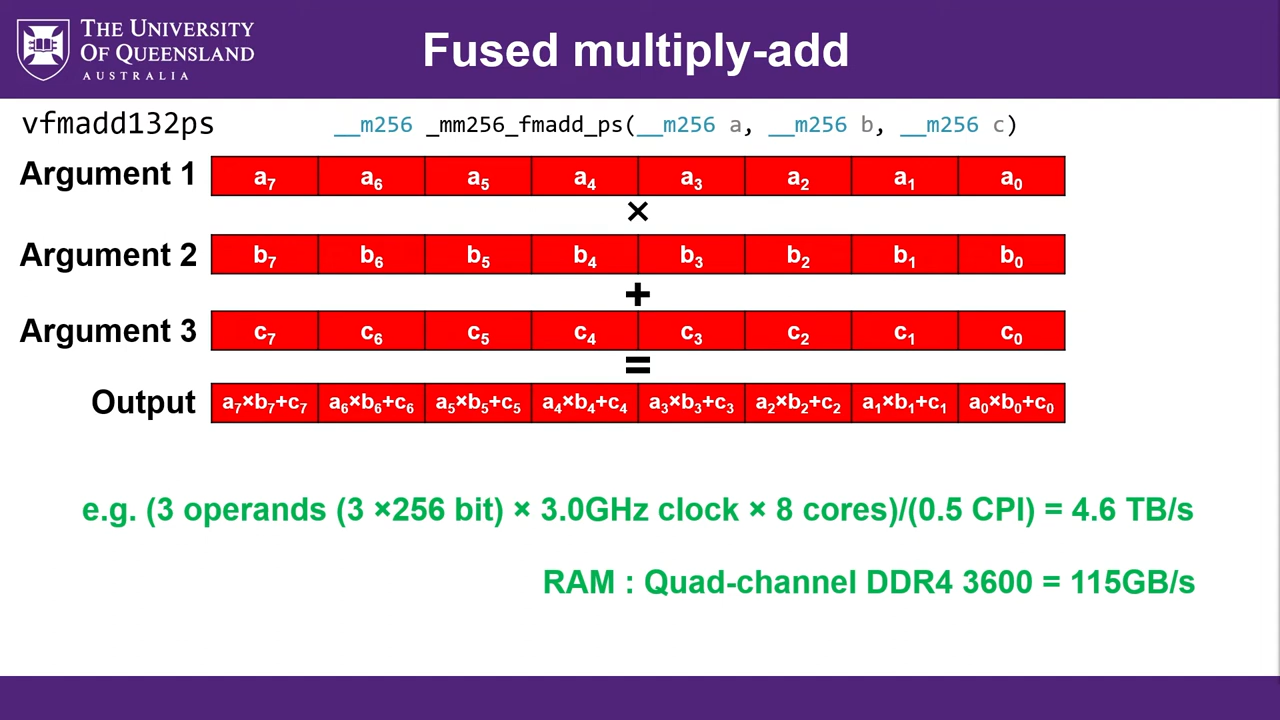 THE UNIVERSITY
OF QUEENSLAND
AUSTRALIA
Fused multiply-add
vfmadd132ps
__m256 _mm256_fmadd_ps(__m256 a, __m256 b, __m256 c)
Argument 1 a₇ a₆ a₅ a₄ a₃ a₂ a₁ a₀
×
Argument 2 b₇ b₆ b₅ b₄ b₃ b₂ b₁ b₀
+
Argument 3 c₇ c₆ c₅ c₄ c₃ c₂ c₁ c₀
=
Output a₇×b₇+c₇ a₆×b₆+c₆ a₅×b₅+c₅ a₄×b₄+c₄ a₃×b₃+c₃ a₂×b₂+c₂ a₁×b₁+c₁ a₀×b₀+c₀
e.g. (3 operands (3 ×256 bit) × 3.0GHz clock × 8 cores)/(0.5 CPI) = 4.6 TB/s
RAM : Quad-channel DDR4 3600 = 115GB/s